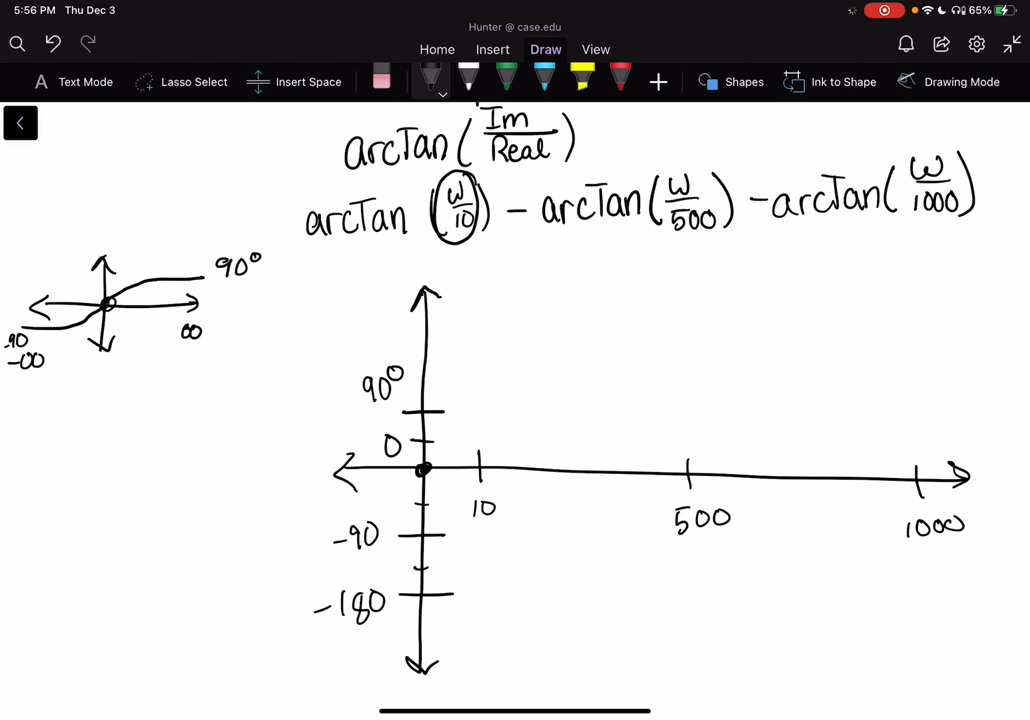 5:56 PM Thu Dec 3
65%
Hunter @ case.edu
Home Insert Draw View
Text Mode Lasso Select Insert Space Shapes Ink to Shape Drawing Mode
arcTan(Im/Real)
arcTan (ω/10) - arcTan(ω/500) - arcTan(ω/1000)
90°
-90
-∞
∞
90°
0
10
500
1000
-90
-180